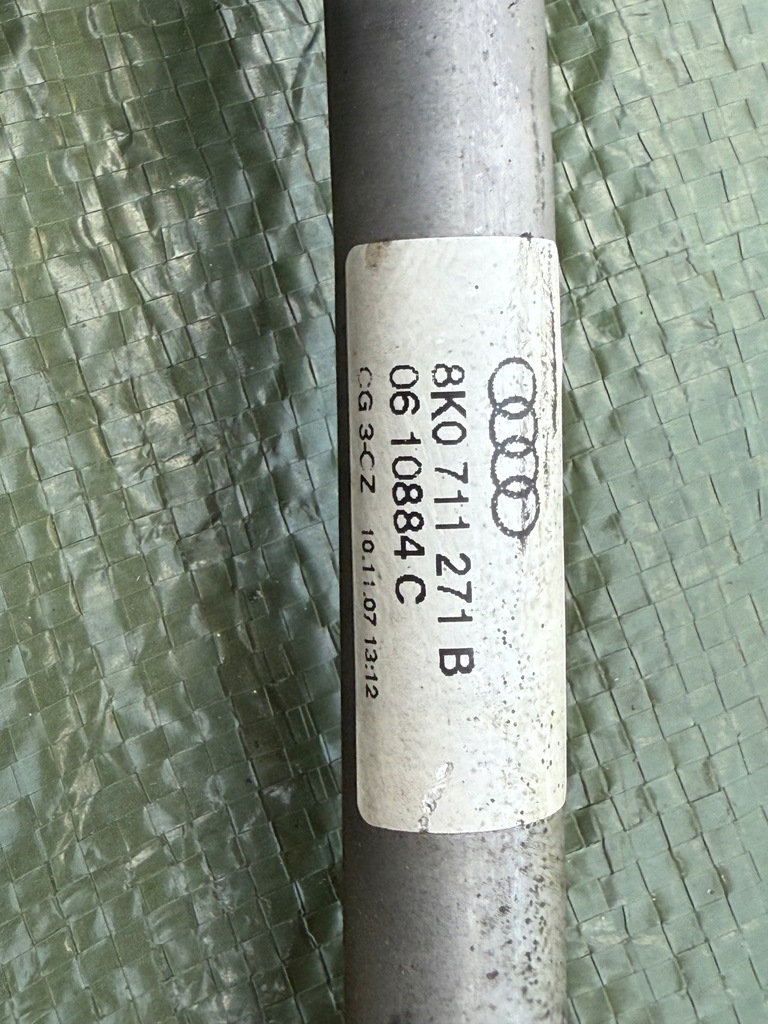 8K0 711 271 B
06 10884 C
CG 3-CZ 10.11.07 13:12